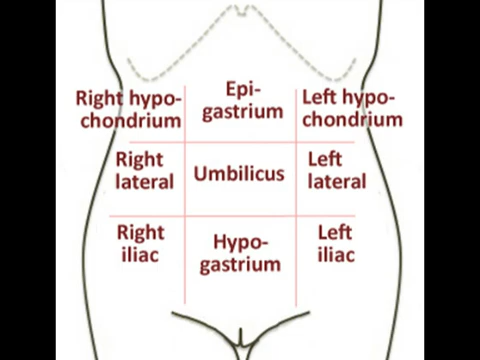 Right hypo-
chondrium
Epi-
gastrium
Left hypo-
chondrium
Right
lateral
Umbilicus
Left
lateral
Right
iliac
Hypo-
gastrium
Left
iliac